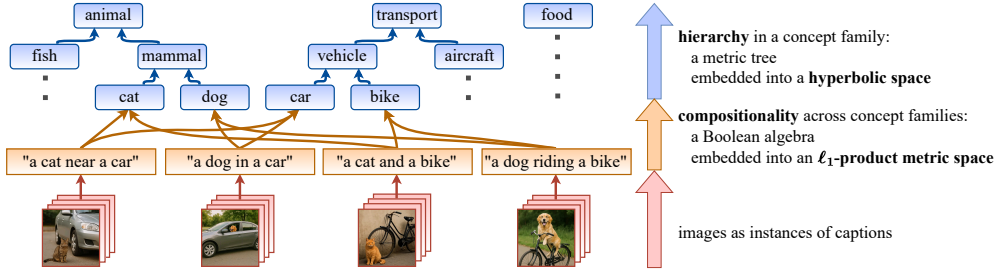 animal
transport
food
fish
mammal
vehicle
aircraft
cat
dog
car
bike
"a cat near a car"
"a dog in a car"
"a cat and a bike"
"a dog riding a bike"
hierarchy in a concept family:
a metric tree
embedded into a hyperbolic space
compositionality across concept families:
a Boolean algebra
embedded into an ℓ₁-product metric space
images as instances of captions